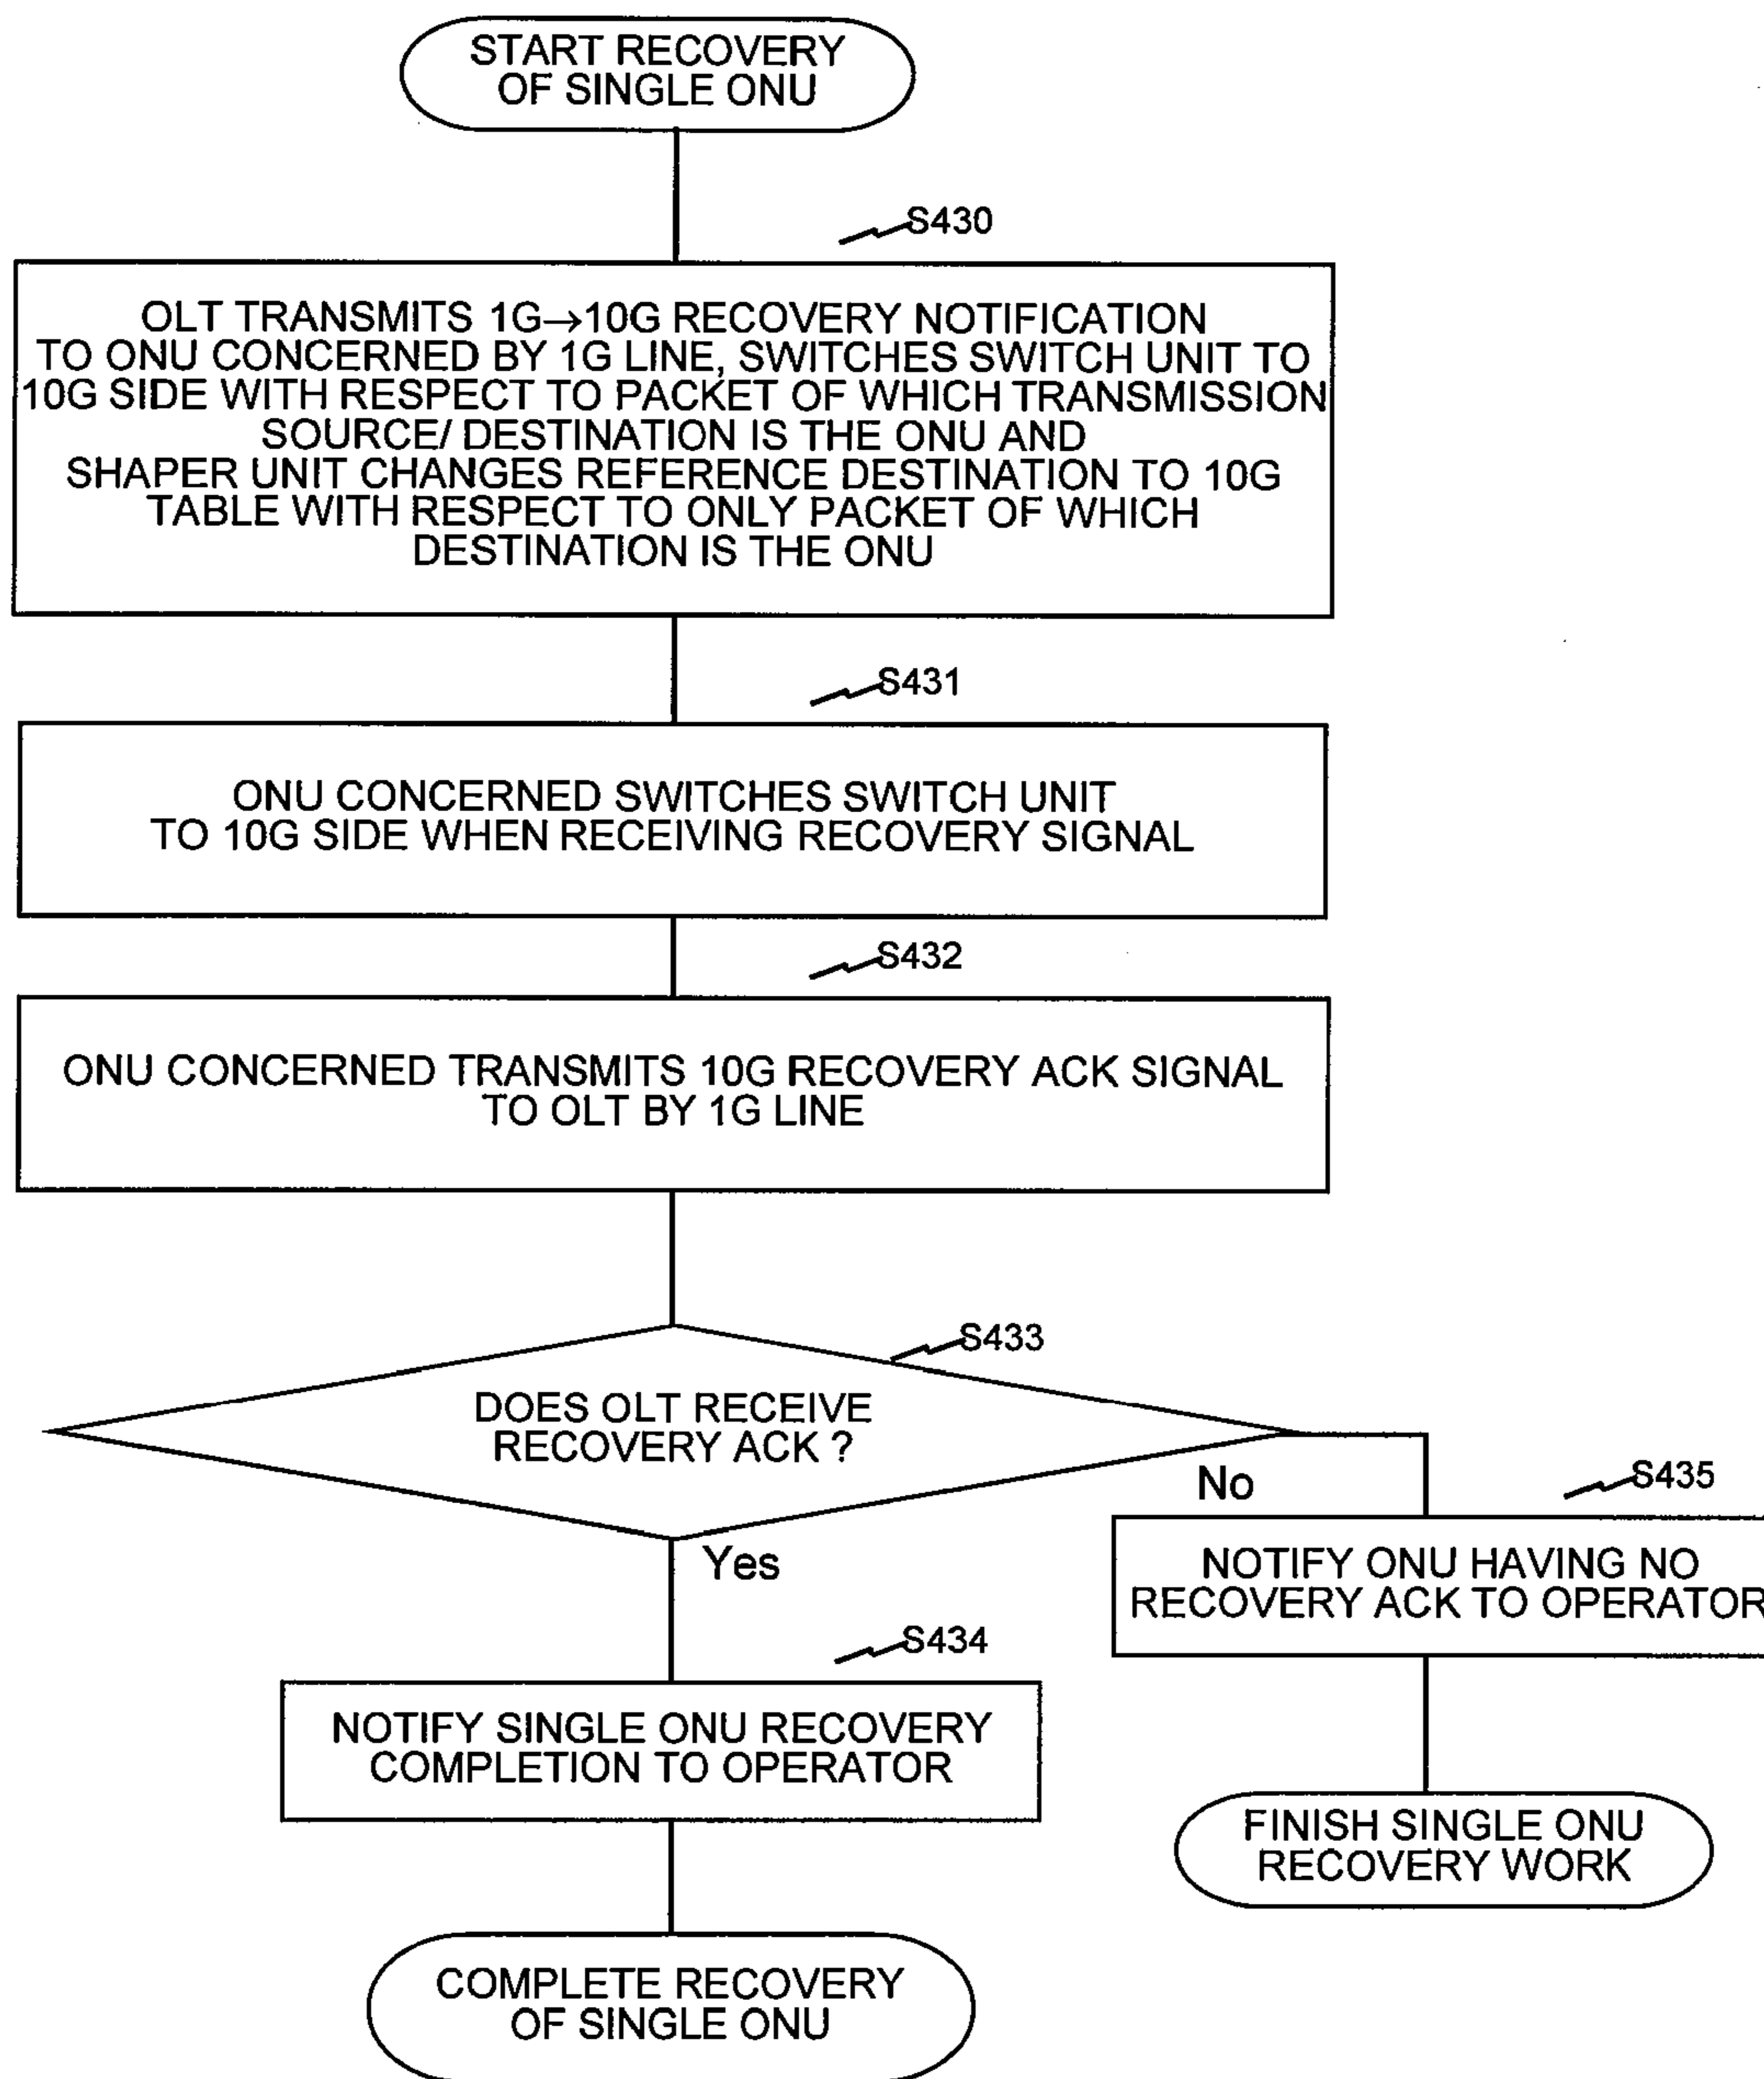 START RECOVERY
OF SINGLE ONU
S430
OLT TRANSMITS 1G→10G RECOVERY NOTIFICATION
TO ONU CONCERNED BY 1G LINE, SWITCHES SWITCH UNIT TO
10G SIDE WITH RESPECT TO PACKET OF WHICH TRANSMISSION
SOURCE/ DESTINATION IS THE ONU AND
SHAPER UNIT CHANGES REFERENCE DESTINATION TO 10G
TABLE WITH RESPECT TO ONLY PACKET OF WHICH
DESTINATION IS THE ONU
S431
ONU CONCERNED SWITCHES SWITCH UNIT
TO 10G SIDE WHEN RECEIVING RECOVERY SIGNAL
S432
ONU CONCERNED TRANSMITS 10G RECOVERY ACK SIGNAL
TO OLT BY 1G LINE
S433
DOES OLT RECEIVE
RECOVERY ACK ?
No
S435
NOTIFY ONU HAVING NO
RECOVERY ACK TO OPERATOR
Yes
S434
NOTIFY SINGLE ONU RECOVERY
COMPLETION TO OPERATOR
FINISH SINGLE ONU
RECOVERY WORK
COMPLETE RECOVERY
OF SINGLE ONU